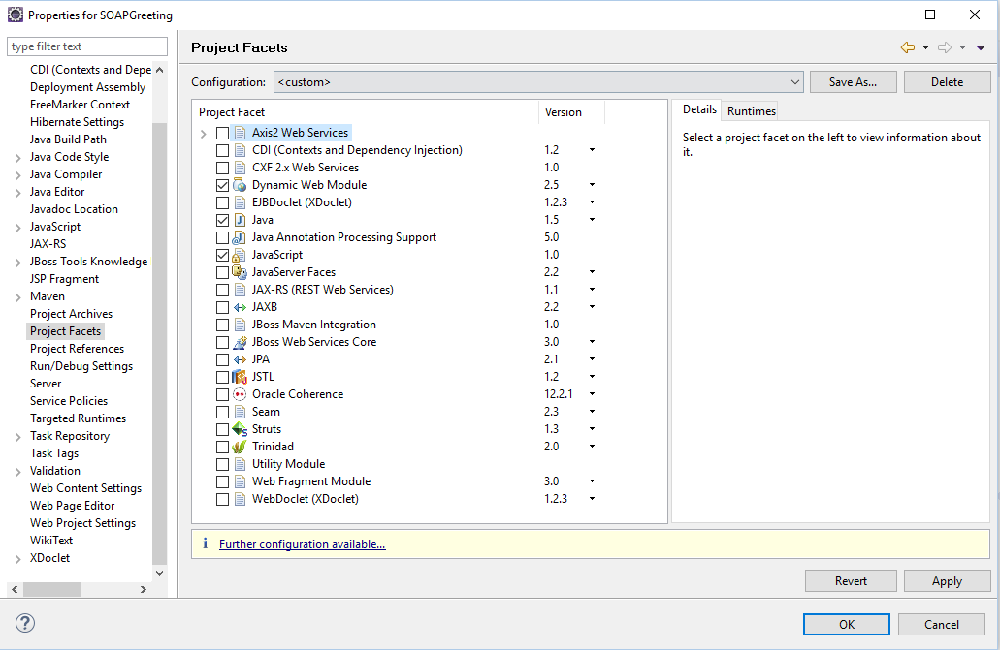 Properties for SOAPGreeting
type filter text
CDI (Contexts and Depe
Deployment Assembly
FreeMarker Context
Hibernate Settings
Java Build Path
Java Code Style
Java Compiler
Java Editor
Javadoc Location
JavaScript
JAX-RS
JBoss Tools Knowledge
JSP Fragment
Maven
Project Archives
Project Facets
Project References
Run/Debug Settings
Server
Service Policies
Targeted Runtimes
Task Repository
Task Tags
Validation
Web Content Settings
Web Page Editor
Web Project Settings
WikiText
XDoclet
Project Facets
Configuration: <custom> Save As... Delete
Project Facet Version
Axis2 Web Services
CDI (Contexts and Dependency Injection) 1.2
CXF 2.x Web Services 1.0
Dynamic Web Module 2.5
EJBDoclet (XDoclet) 1.2.3
Java 1.5
Java Annotation Processing Support 5.0
JavaScript 1.0
JavaServer Faces 2.2
JAX-RS (REST Web Services) 1.1
JAXB 2.2
JBoss Maven Integration 1.0
JBoss Web Services Core 3.0
JPA 2.1
JSTL 1.2
Oracle Coherence 12.2.1
Seam 2.3
Struts 1.3
Trinidad 2.0
Utility Module
Web Fragment Module 3.0
WebDoclet (XDoclet) 1.2.3
Details Runtimes
Select a project facet on the left to view information about
it.
i Further configuration available...
Revert Apply
? OK Cancel